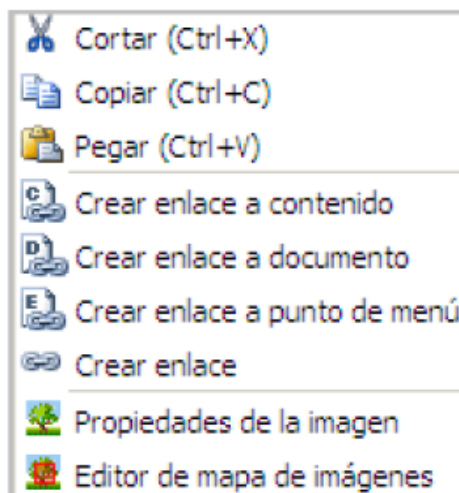 Cortar (Ctrl+X)
Copiar (Ctrl+C)
Pegar (Ctrl+V)
C Crear enlace a contenido
D Crear enlace a documento
E Crear enlace a punto de menú
Crear enlace
Propiedades de la imagen
Editor de mapa de imágenes